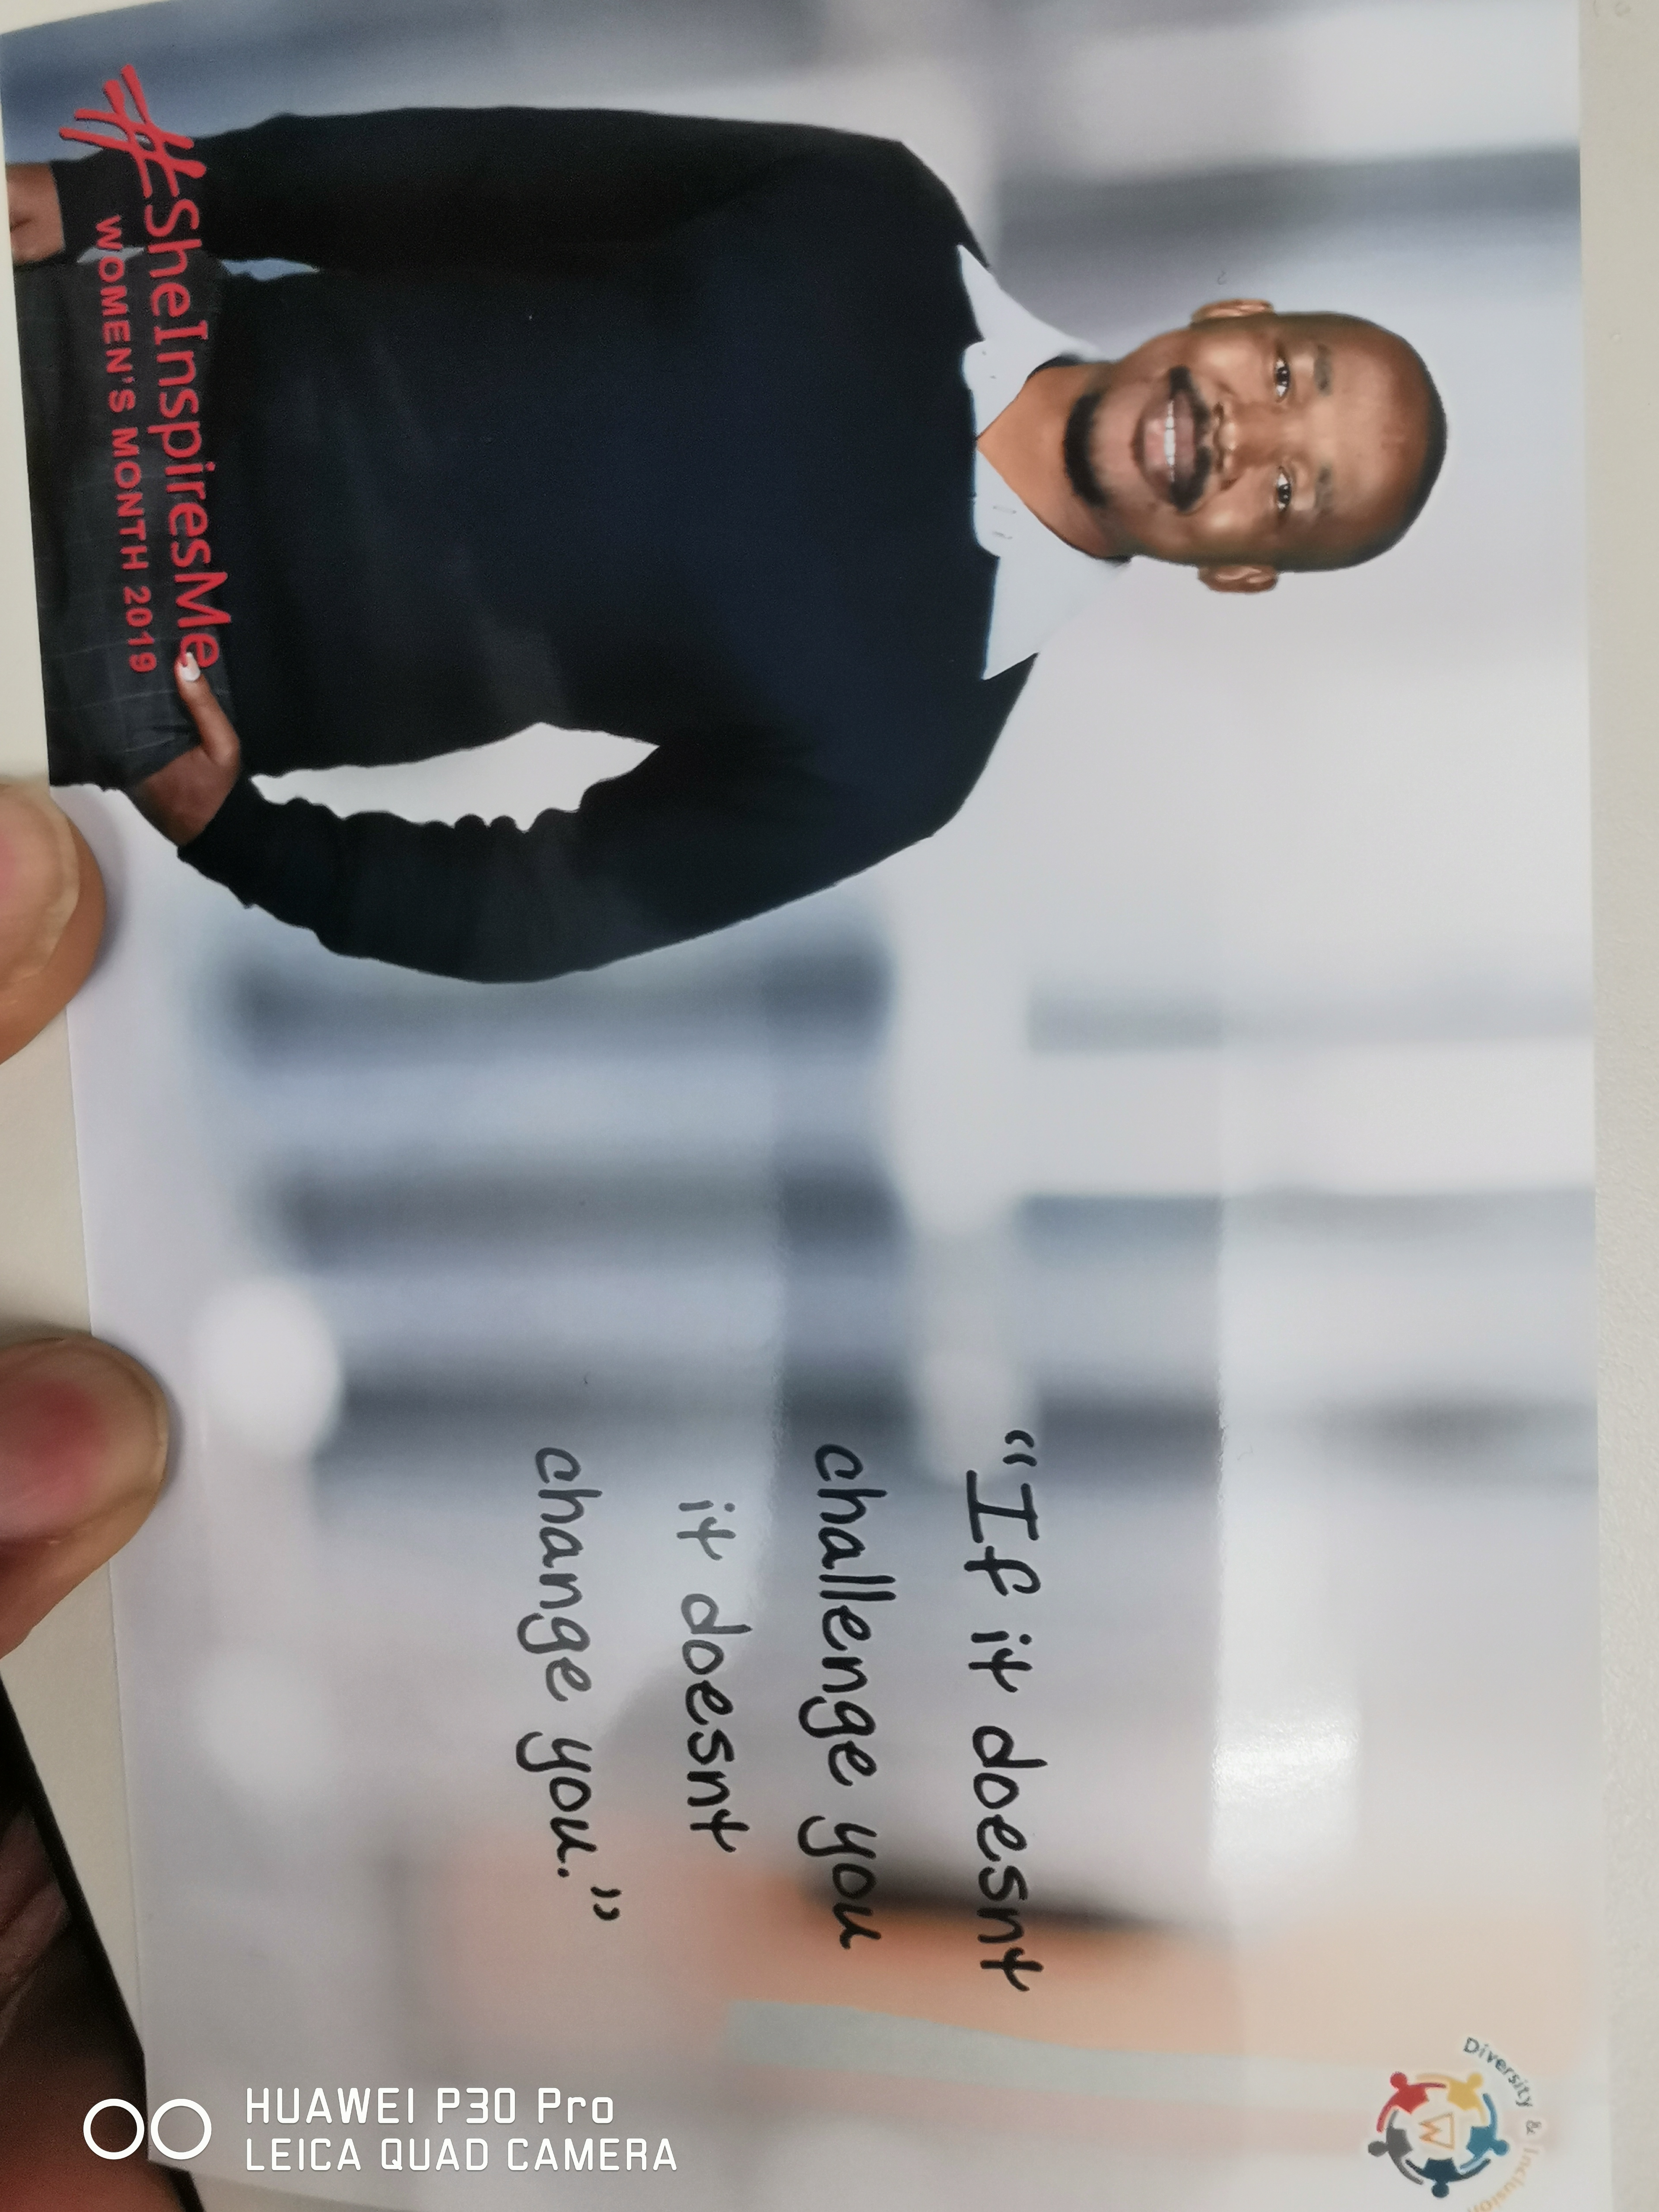 Diversity & Inclusion
W
“If it doesnt
challenge you
it doesnt
change you.”
#SheInspiresMe
WOMEN'S MONTH 2019
HUAWEI P30 Pro
LEICA QUAD CAMERA